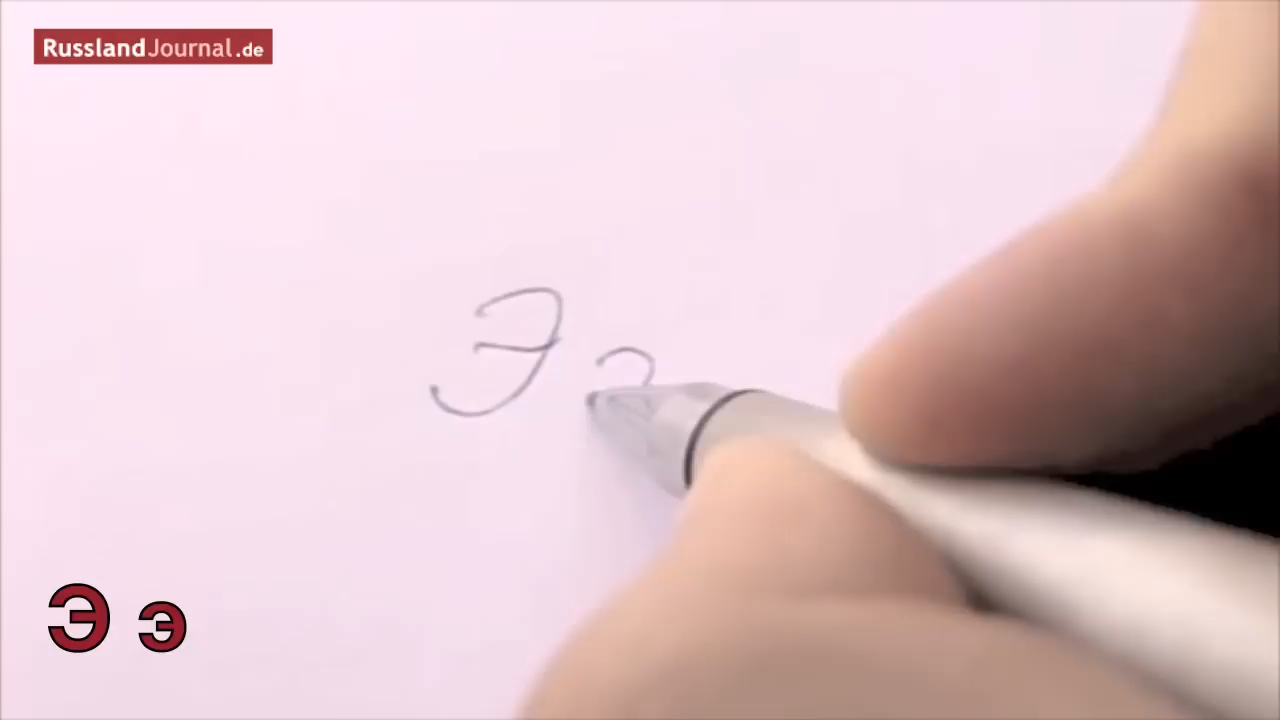 RusslandJournal.de
Э э
Э э